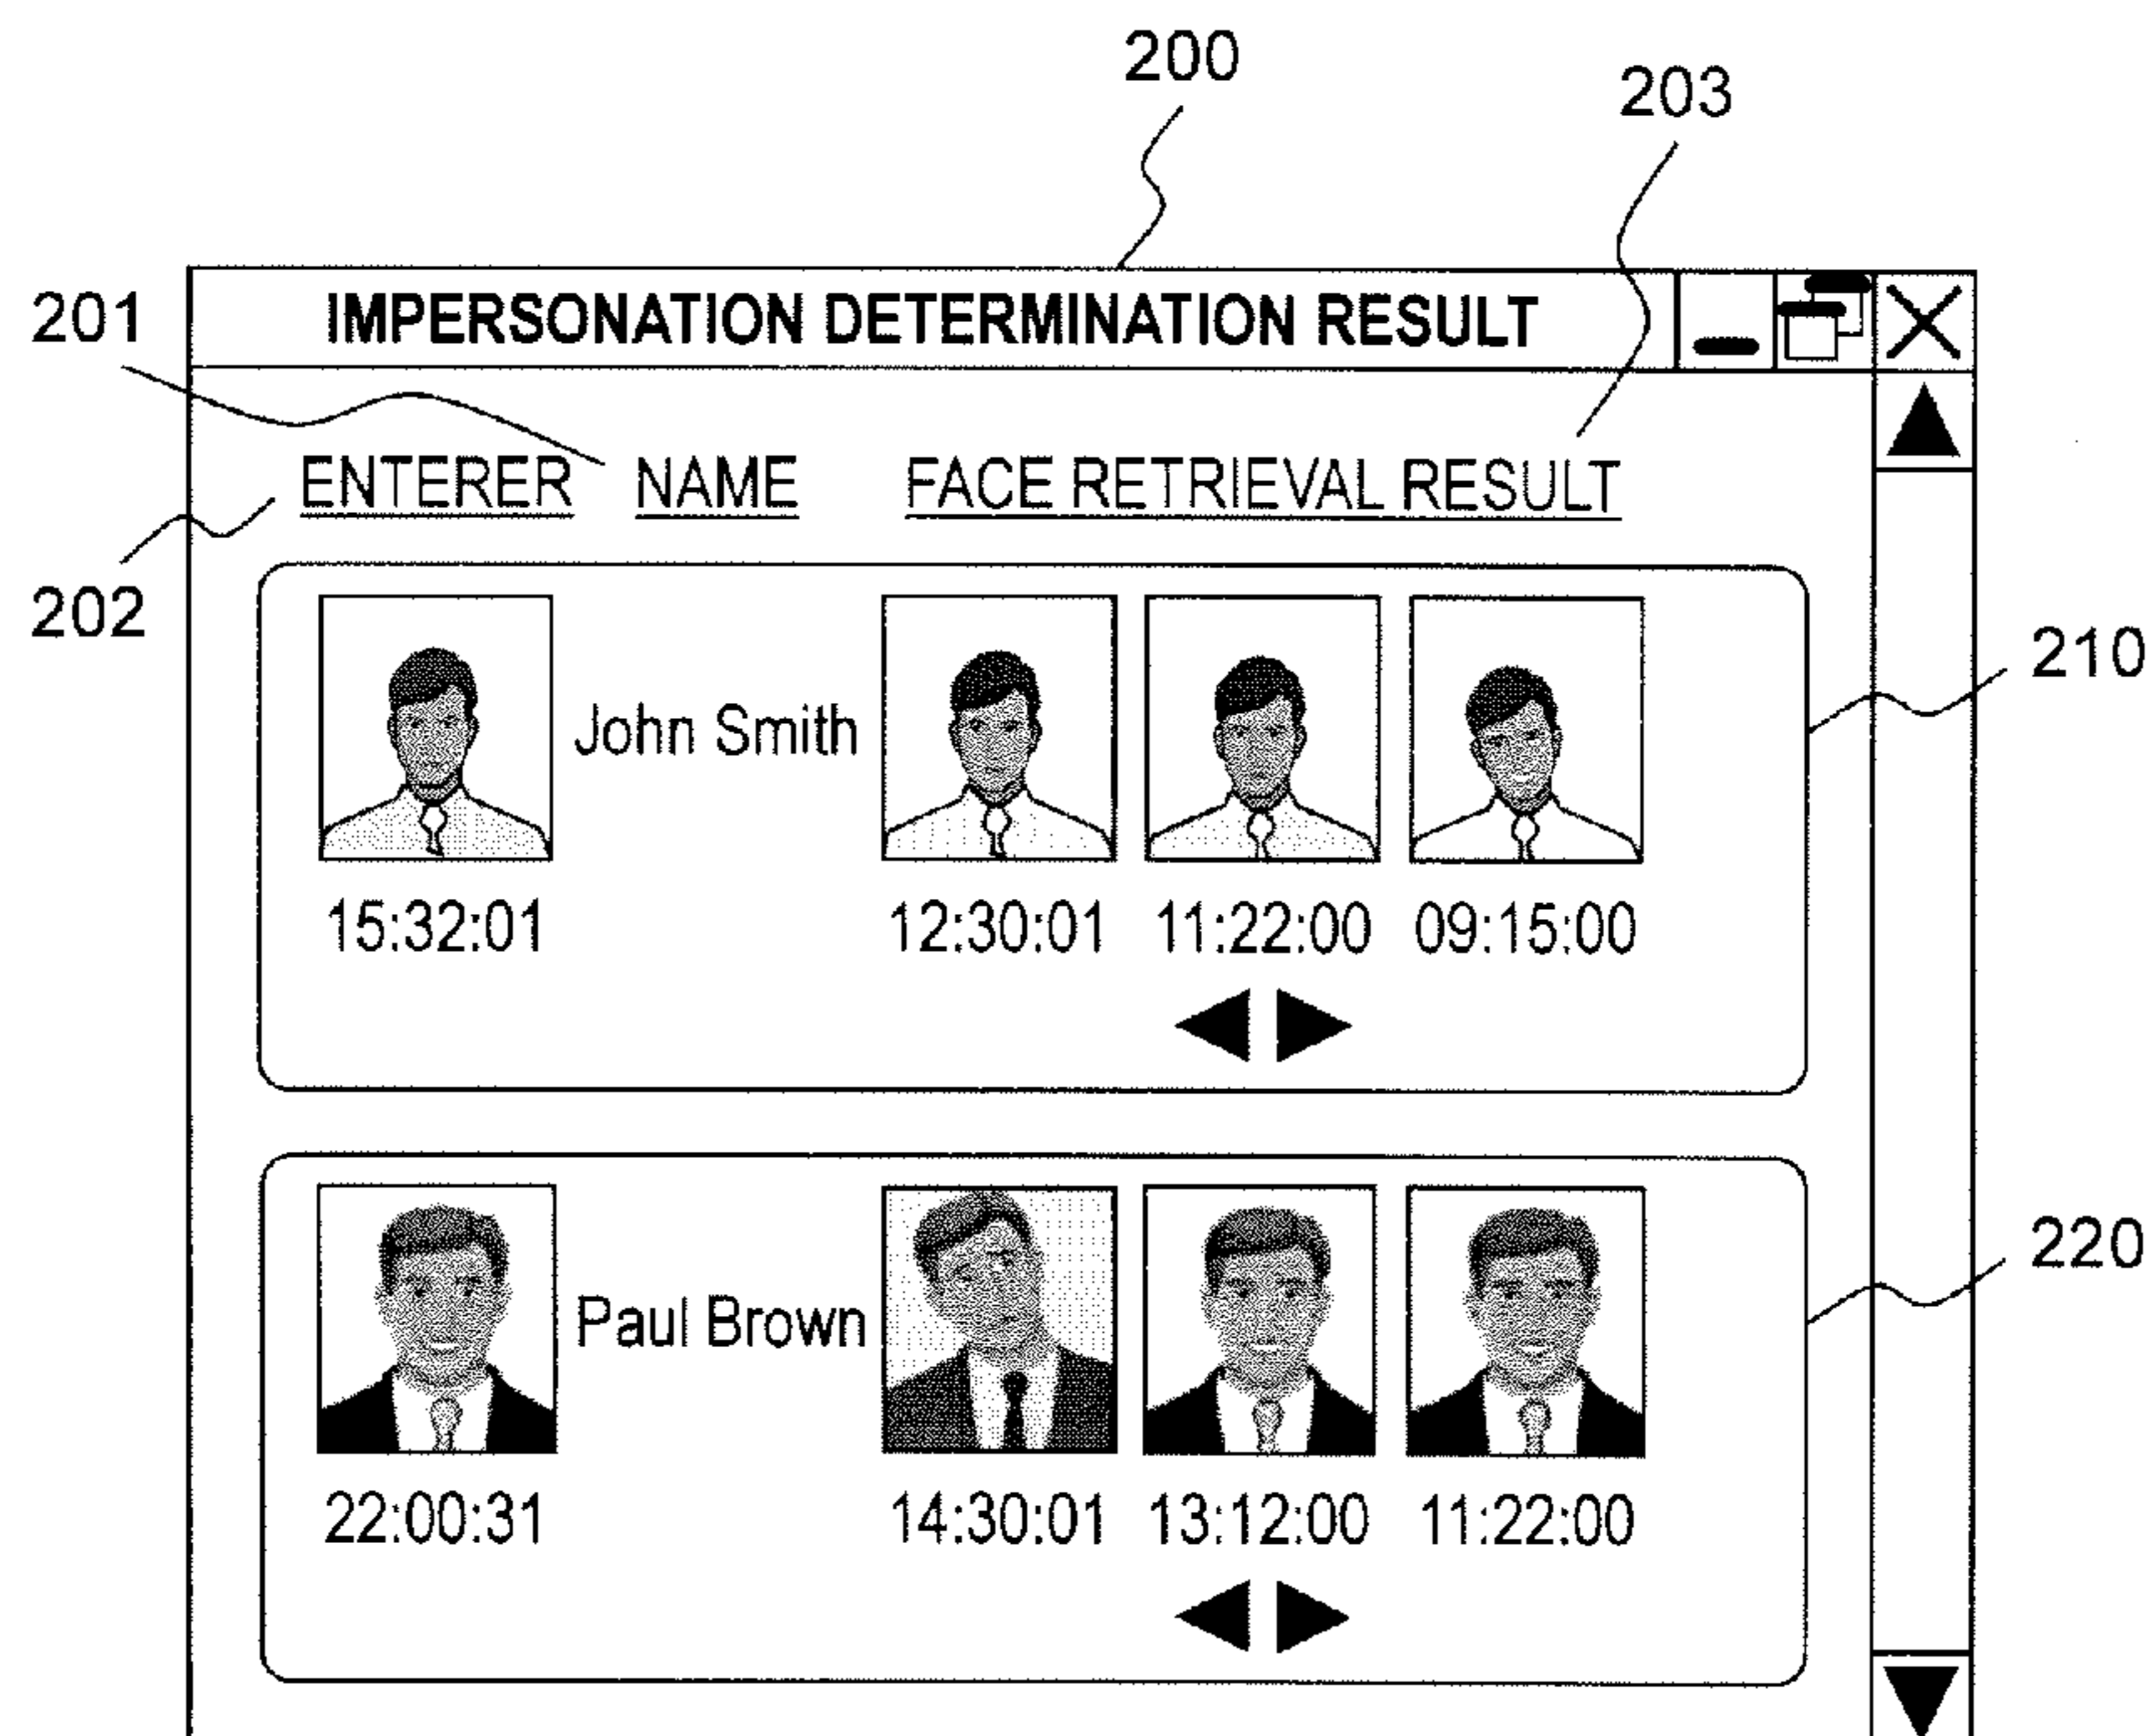 200
203
201
IMPERSONATION DETERMINATION RESULT
ENTERER NAME FACE RETRIEVAL RESULT
202
210
John Smith
15:32:01 12:30:01 11:22:00 09:15:00
220
Paul Brown
22:00:31 14:30:01 13:12:00 11:22:00